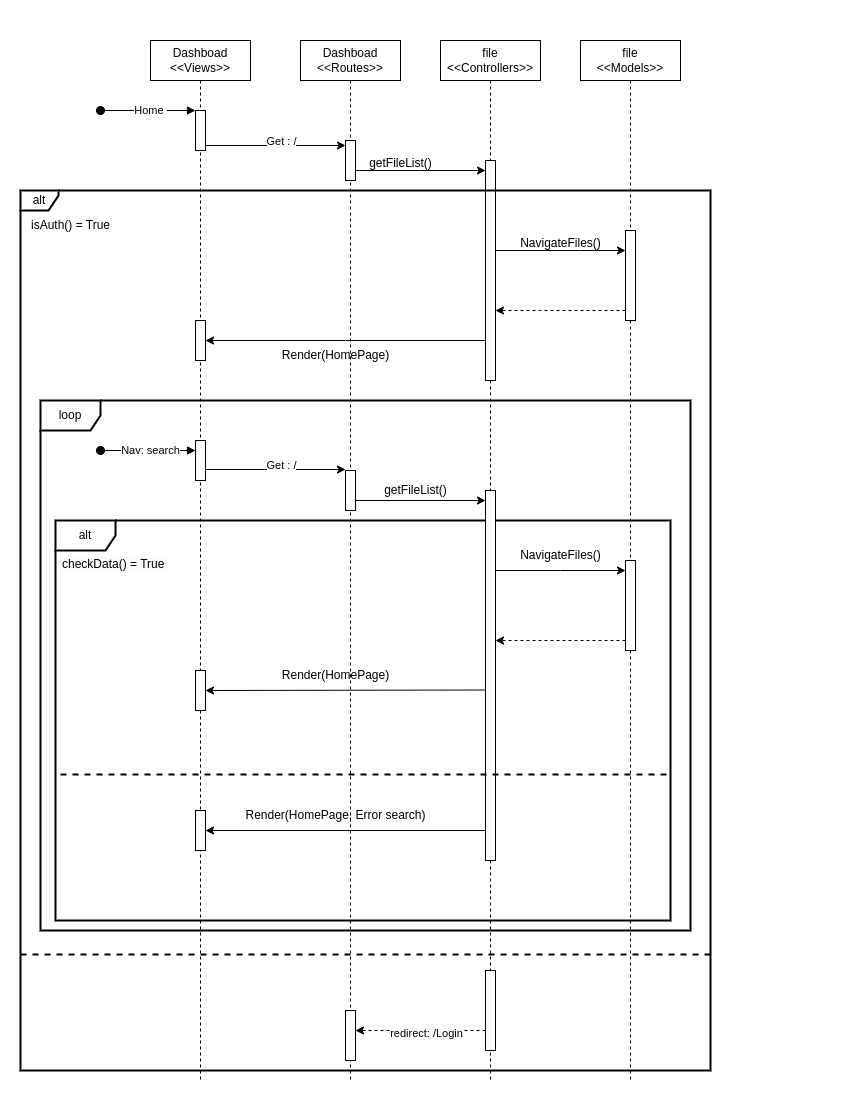 Dashboad
<<Views>>
Dashboad
<<Routes>>
file
<<Controllers>>
file
<<Models>>
Home
Get : /
getFileList()
alt
isAuth() = True
NavigateFiles()
Render(HomePage)
loop
Nav: search
Get : /
getFileList()
alt
checkData() = True
NavigateFiles()
Render(HomePage)
Render(HomePage, Error search)
redirect: /Login